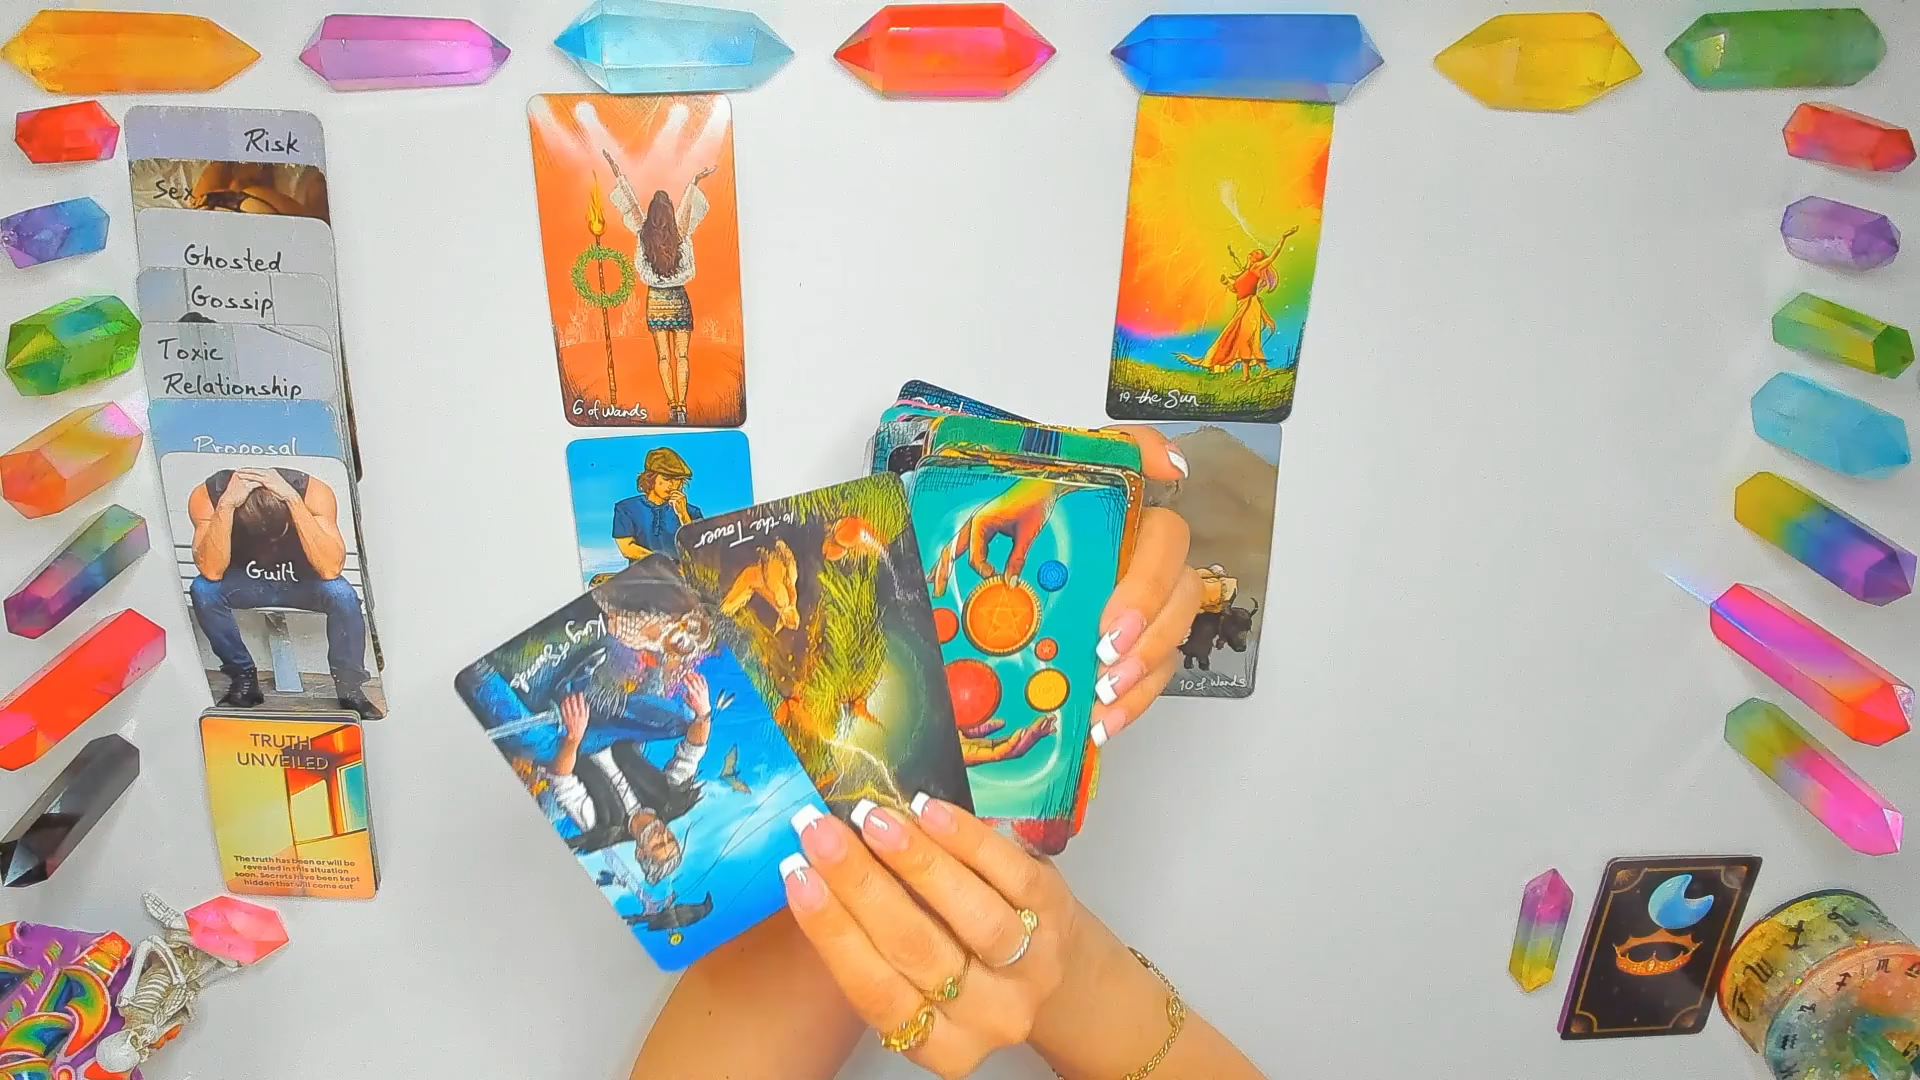 Risk
Sex
Ghosted
Gossip
Toxic
Relationship
Proposal
Guilt
TRUTH
UNVEILED
The truth has been or will be
revealed in this situation
soon. Secrets have been kept
hidden that will come out
6 of Wands
19. the Sun
16. the Tower
King
of Swords
10 of Wands